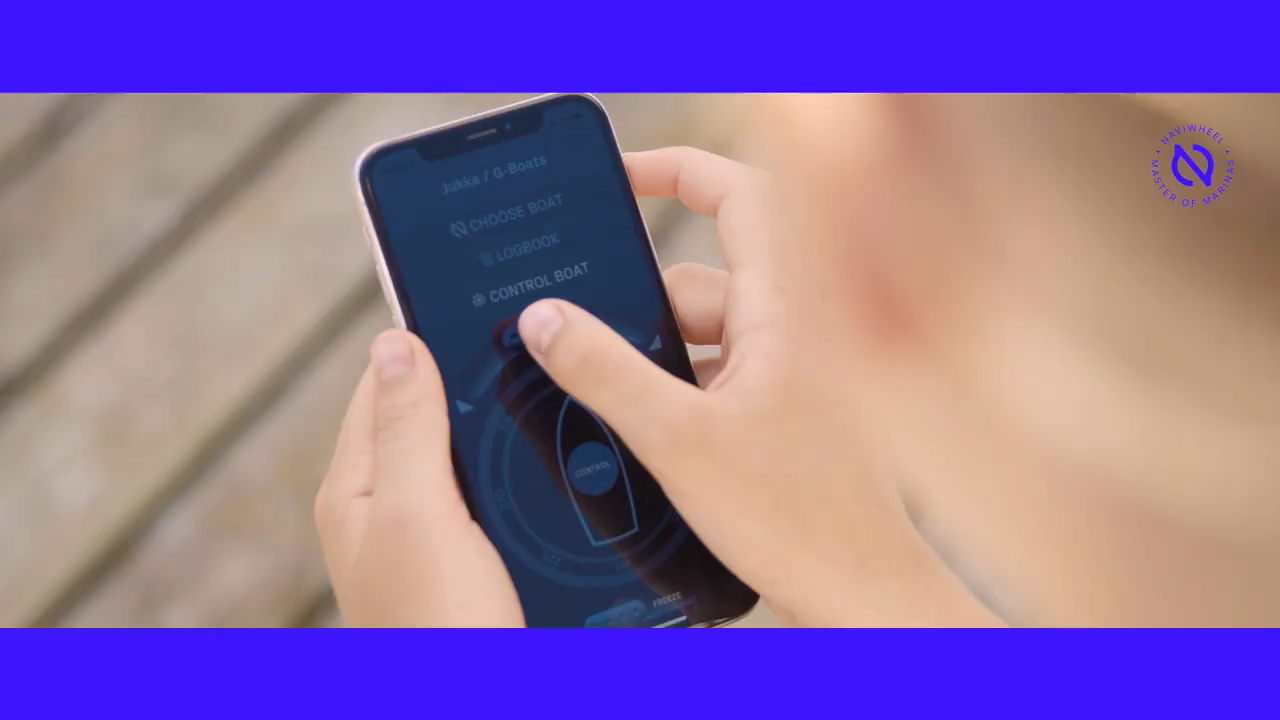 Jukka / G-Boats
CHOOSE BOAT
LOGBOOK
CONTROL BOAT
CONTROL
FREEZE
• NAVIWHEEL •
MASTER OF MARINAS